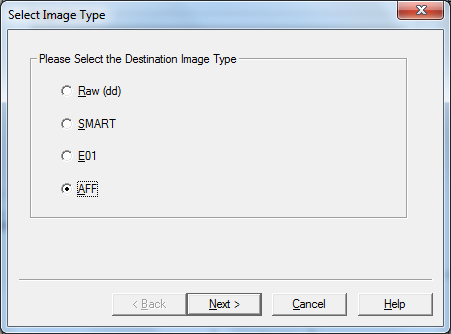 Select Image Type
Please Select the Destination Image Type
Raw (dd)
SMART
E01
AFF
< Back Next > Cancel Help